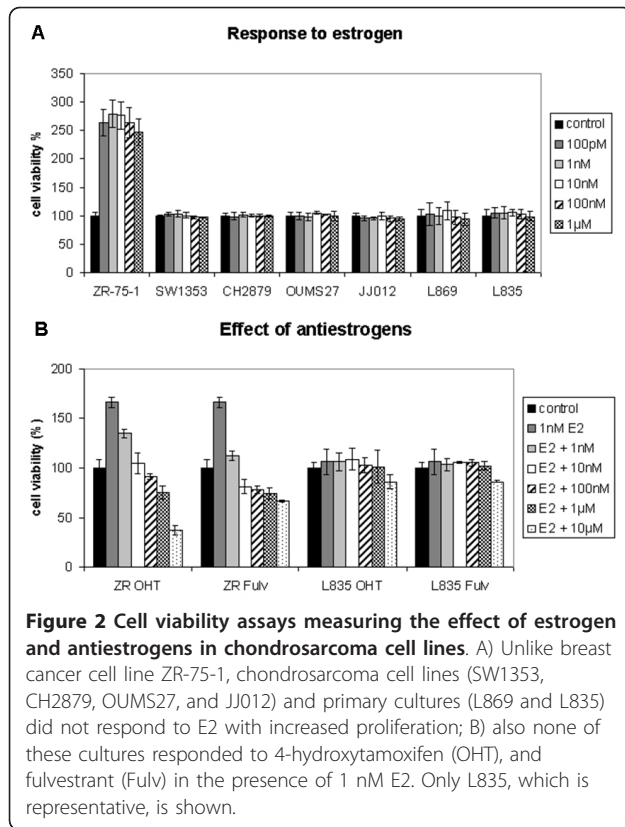 A
Response to estrogen
350
300
250
200
150
100
50
0
cell viability %
ZR-75-1 SW1353 CH2879 OUMS27 JJ012 L869 L835
control
100pM
1nM
10nM
100nM
1µM
B
Effect of antiestrogens
200
150
100
50
0
cell viability (%)
ZR OHT ZR Fulv L835 OHT L835 Fulv
control
1nM E2
E2 + 1nM
E2 + 10nM
E2 + 100nM
E2 + 1µM
E2 + 10µM
Figure 2 Cell viability assays measuring the effect of estrogen
and antiestrogens in chondrosarcoma cell lines. A) Unlike breast
cancer cell line ZR-75-1, chondrosarcoma cell lines (SW1353,
CH2879, OUMS27, and JJ012) and primary cultures (L869 and L835)
did not respond to E2 with increased proliferation; B) also none of
these cultures responded to 4-hydroxytamoxifen (OHT), and
fulvestrant (Fulv) in the presence of 1 nM E2. Only L835, which is
representative, is shown.